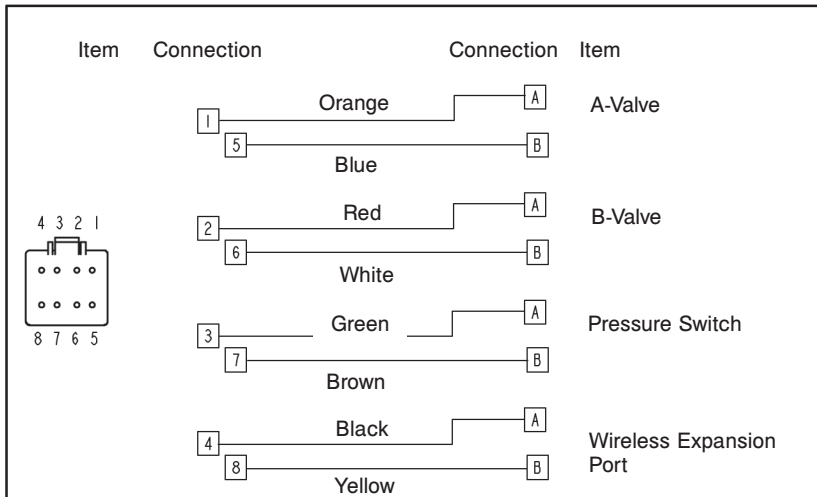 Item Connection Connection Item
Orange A A-Valve
1
5 B
Blue
Red A B-Valve
2
6 B
White
4 3 2 1
8 7 6 5
Green A Pressure Switch
3
7 B
Brown
Black A
4
Wireless Expansion
Port
8 B
Yellow